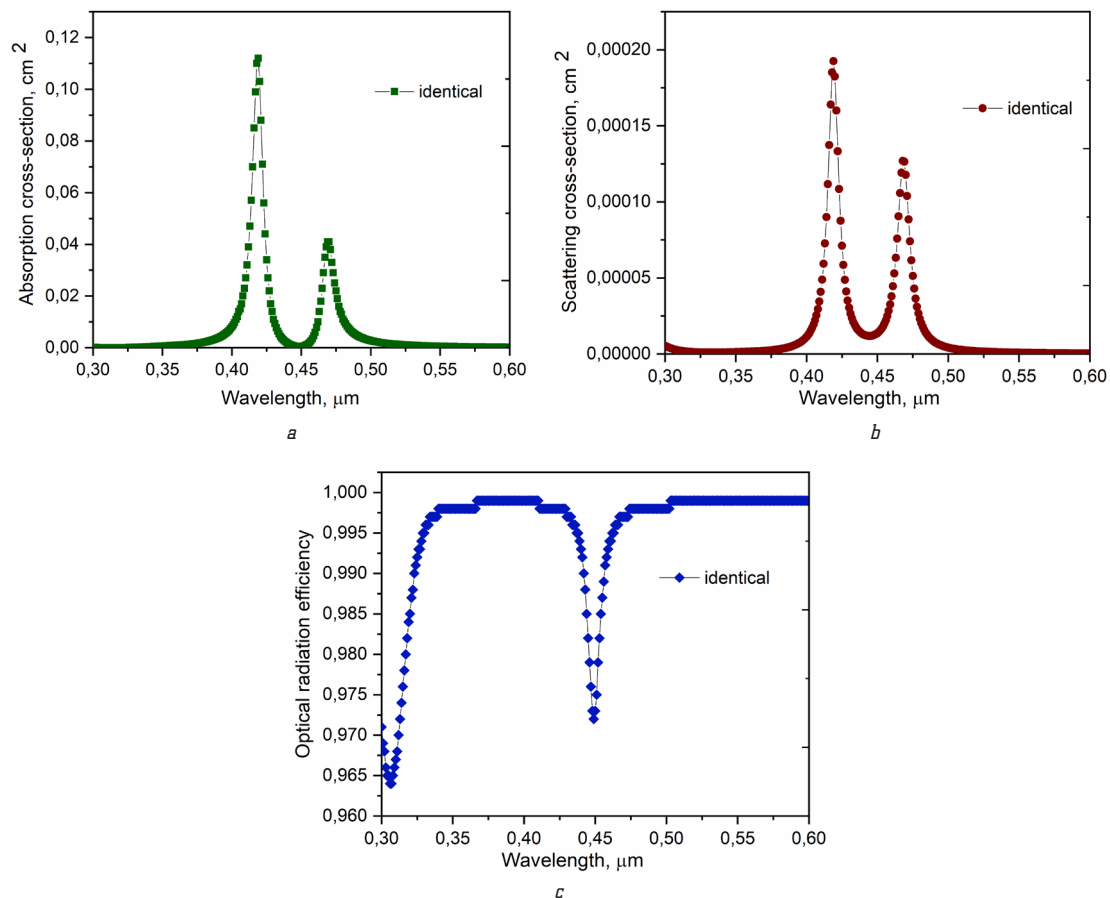 Absorption cross-section, cm 2
0,12
0,10
0,08
0,06
0,04
0,02
0,00
identical
0,30 0,35 0,40 0,45 0,50 0,55 0,60
Wavelength, μm
a
Scattering cross-section, cm 2
0,00020
0,00015
0,00010
0,00005
0,00000
identical
0,30 0,35 0,40 0,45 0,50 0,55 0,60
Wavelength, μm
b
Optical radiation efficiency
1,000
0,995
0,990
0,985
0,980
0,975
0,970
0,965
0,960
identical
0,30 0,35 0,40 0,45 0,50 0,55 0,60
Wavelength, μm
c